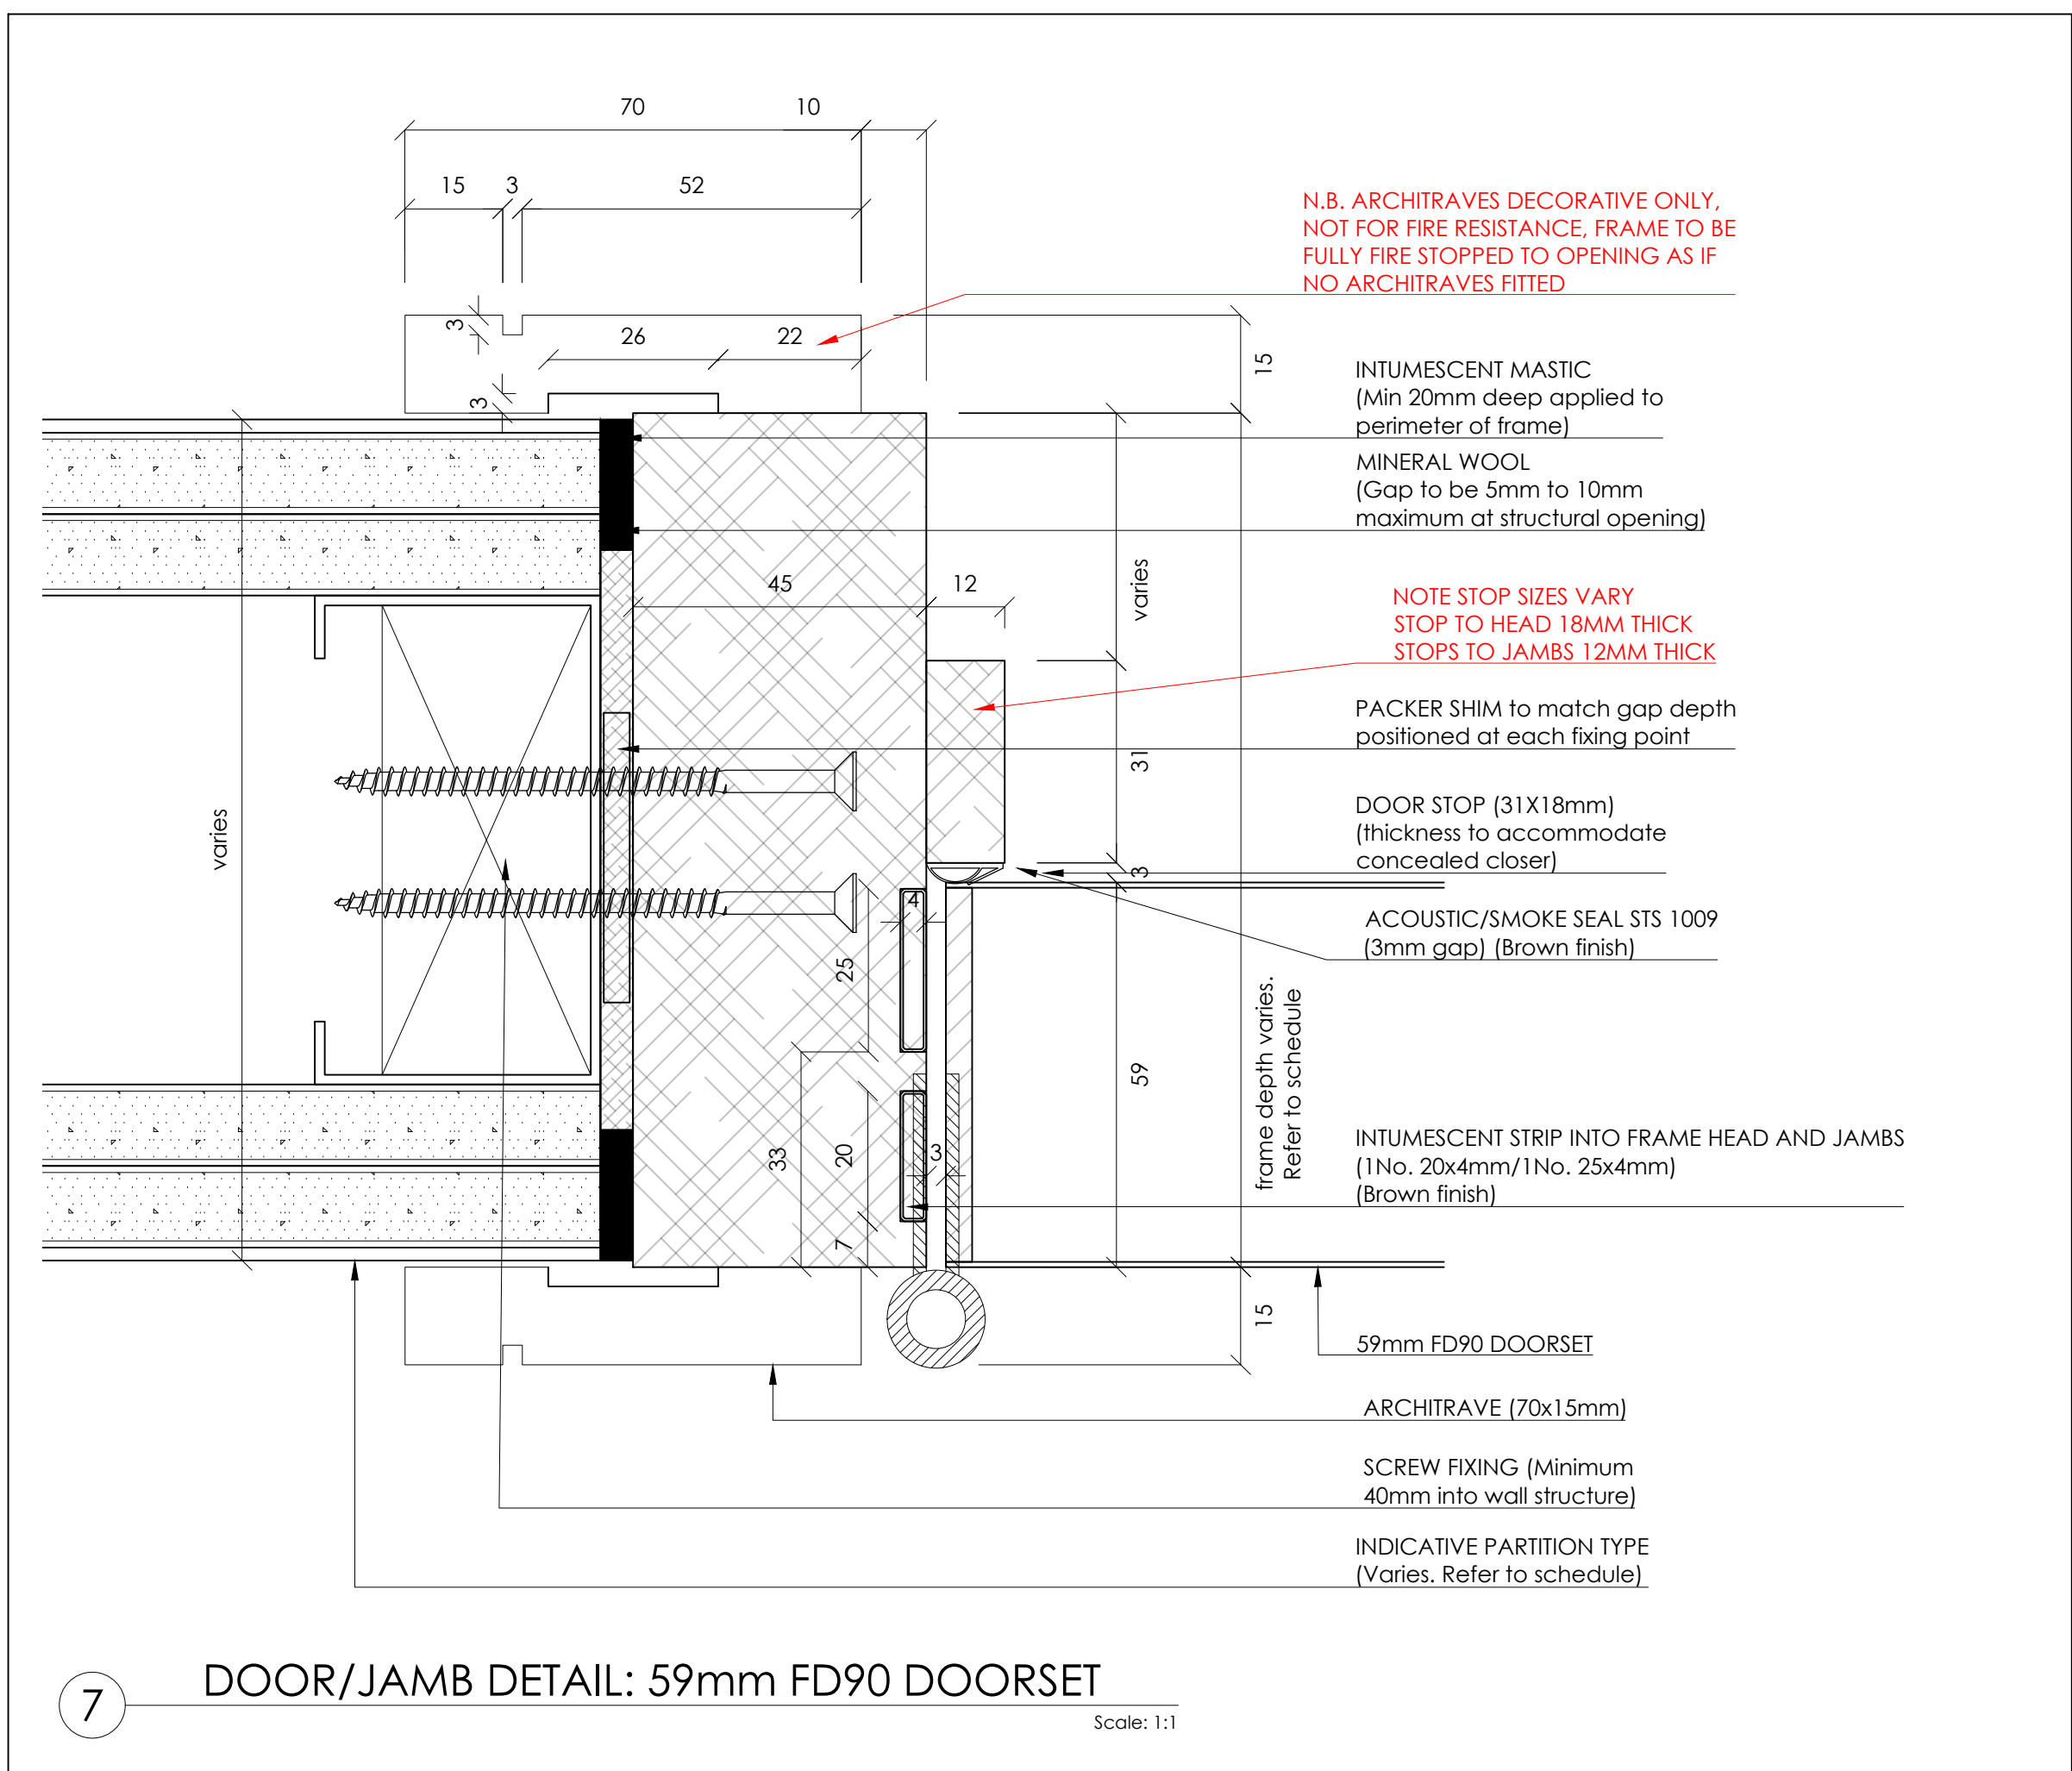 70
10
15
3
52
N.B. ARCHITRAVES DECORATIVE ONLY,
NOT FOR FIRE RESISTANCE, FRAME TO BE
FULLY FIRE STOPPED TO OPENING AS IF
NO ARCHITRAVES FITTED
3
26
22
15
3
INTUMESCENT MASTIC
(Min 20mm deep applied to
perimeter of frame)
MINERAL WOOL
(Gap to be 5mm to 10mm
maximum at structural opening)
45
12
varies
NOTE STOP SIZES VARY
STOP TO HEAD 18MM THICK
STOPS TO JAMBS 12MM THICK
PACKER SHIM to match gap depth
positioned at each fixing point
31
varies
DOOR STOP (31X18mm)
(thickness to accommodate
concealed closer)
3
4
ACOUSTIC/SMOKE SEAL STS 1009
(3mm gap) (Brown finish)
25
59
frame depth varies.
Refer to schedule
INTUMESCENT STRIP INTO FRAME HEAD AND JAMBS
(1No. 20x4mm/1No. 25x4mm)
(Brown finish)
33
20
3
7
15
59mm FD90 DOORSET
ARCHITRAVE (70x15mm)
SCREW FIXING (Minimum
40mm into wall structure)
INDICATIVE PARTITION TYPE
(Varies. Refer to schedule)
7
DOOR/JAMB DETAIL: 59mm FD90 DOORSET
Scale: 1:1